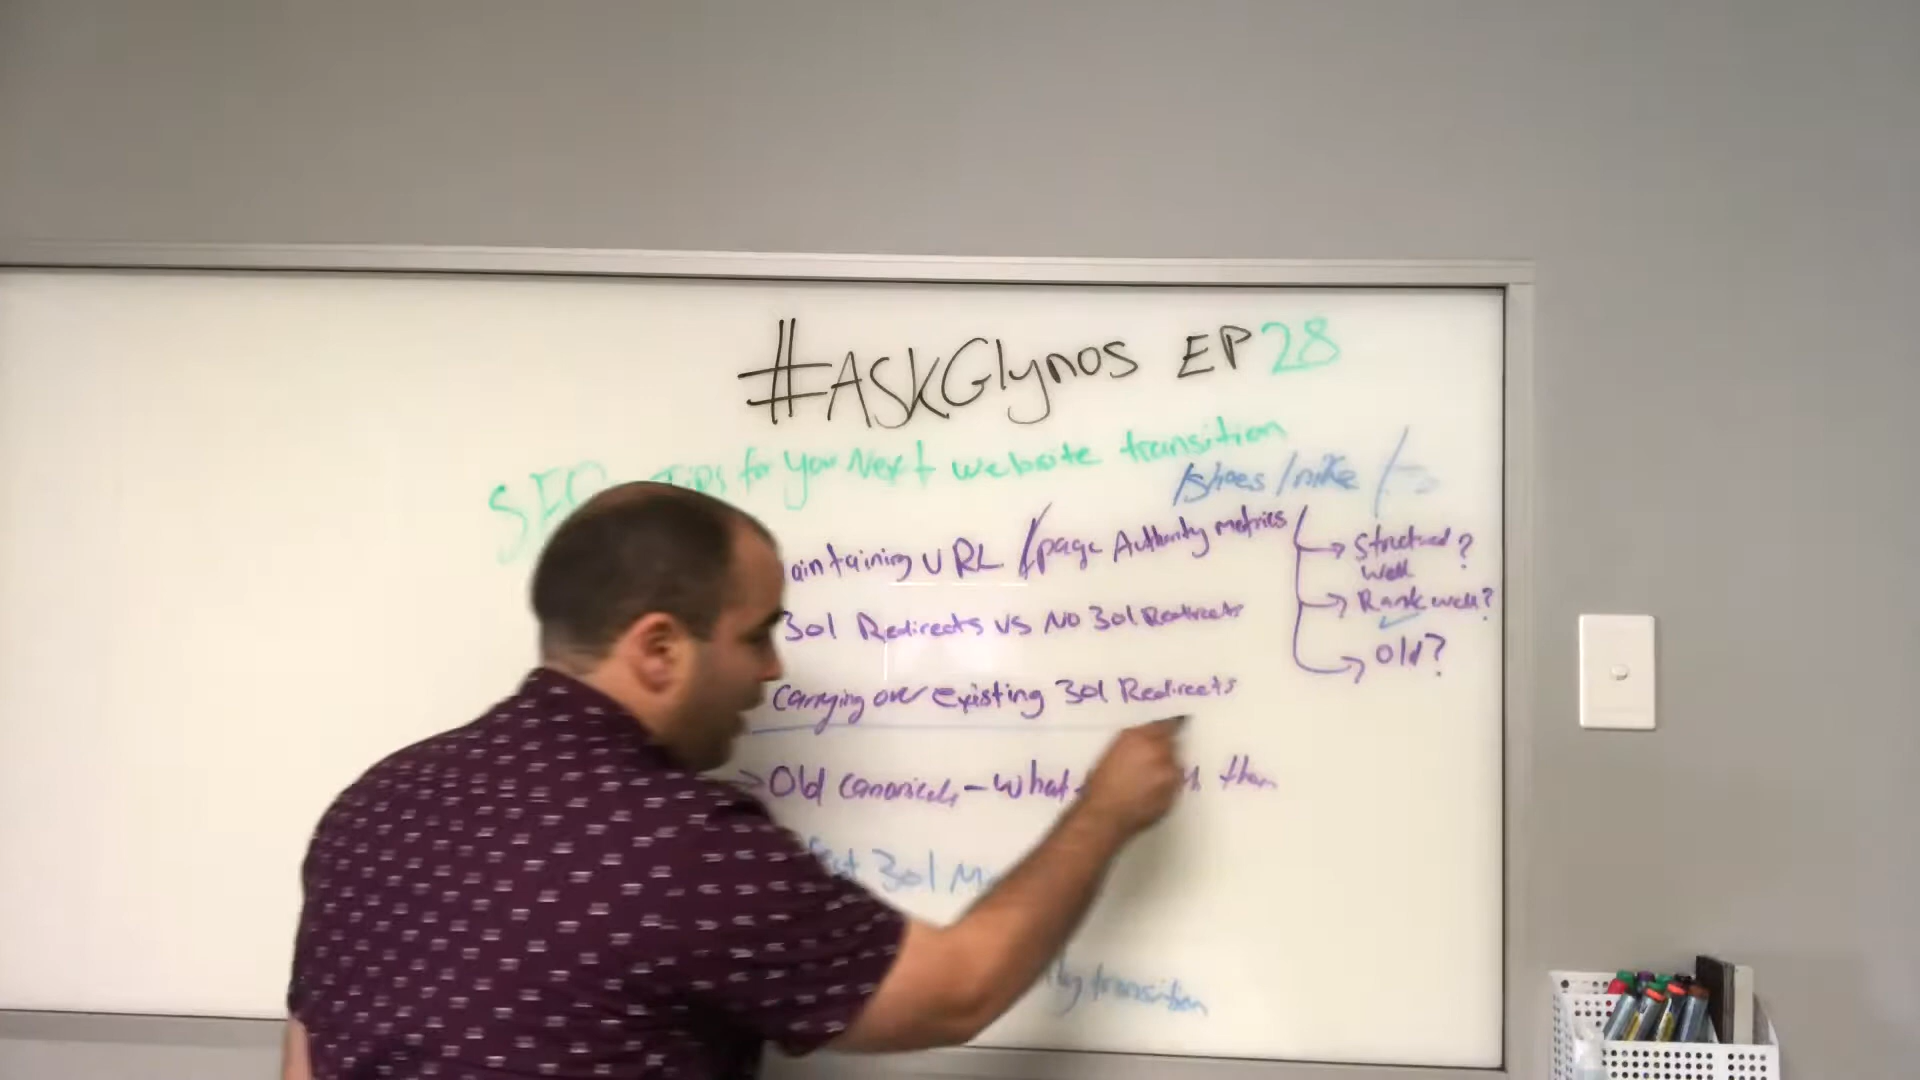 #ASKGlynos EP 28
SEO Tips for your Next website transition
/shoes /nike /
aintaining URL /page Authority metrics
Structured?
well
301 Redirects vs NO 301 Redirects
Rank well?
Old?
Carrying over existing 301 Redirects
Old canonicals - what them
301
transition